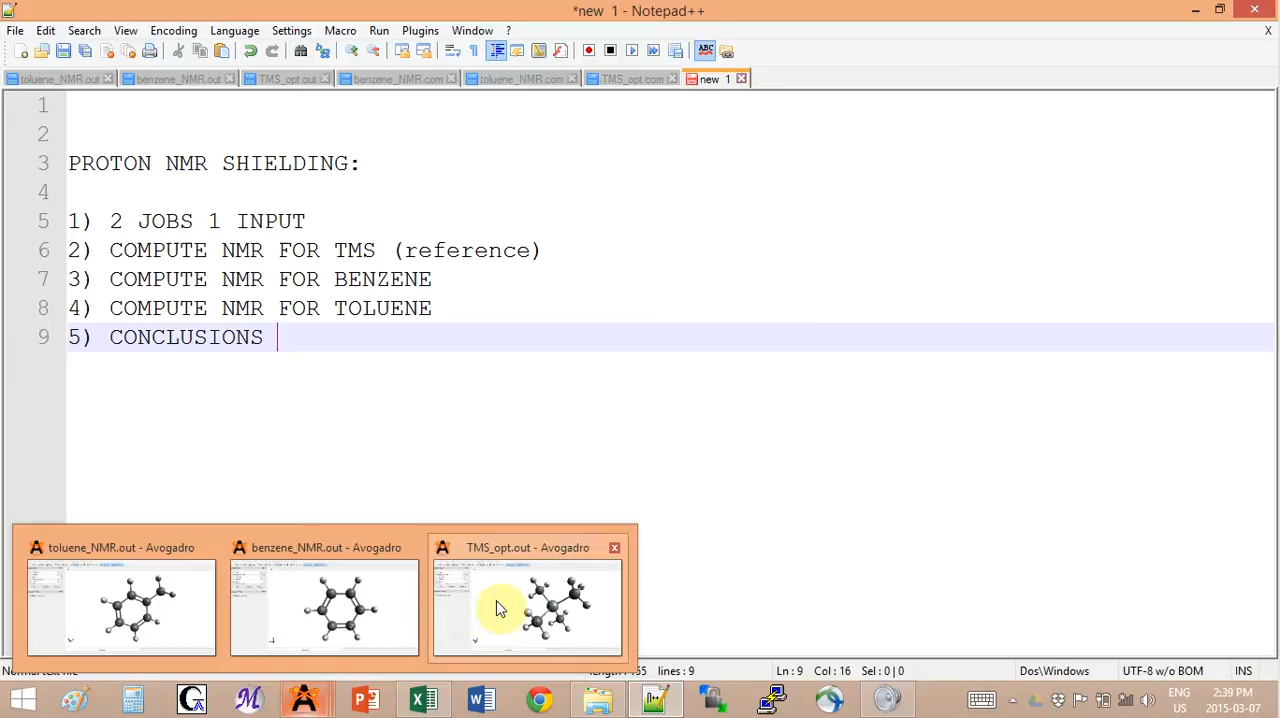 *new 1 - Notepad++
File Edit Search View Encoding Language Settings Macro Run Plugins Window ? X
toluene_NMR.out benzene_NMR.out TMS_opt.out benzene_NMR.com toluene_NMR.com TMS_opt.com new 1
1
2
3 PROTON NMR SHIELDING:
4
5 1) 2 JOBS 1 INPUT
6 2) COMPUTE NMR FOR TMS (reference)
7 3) COMPUTE NMR FOR BENZENE
8 4) COMPUTE NMR FOR TOLUENE
9 5) CONCLUSIONS
toluene_NMR.out - Avogadro benzene_NMR.out - Avogadro TMS_opt.out - Avogadro
lines : 9 Ln : 9 Col : 16 Sel : 0 | 0 Dos\Windows UTF-8 w/o BOM INS
ENG 2:39 PM
US 2015-03-07